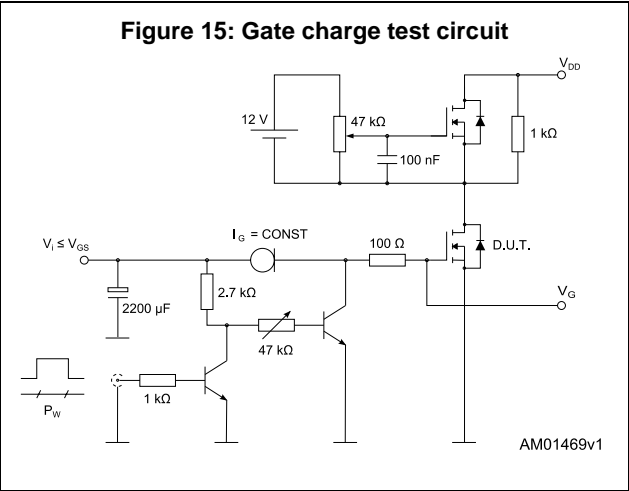 Figure 15: Gate charge test circuit
V_DD
12 V
47 kΩ
1 kΩ
100 nF
I_G = CONST
V_i ≤ V_GS
100 Ω
D.U.T.
2.7 kΩ
2200 μF
V_G
47 kΩ
1 kΩ
P_W
AM01469v1